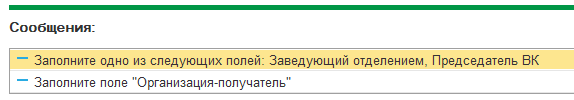 Сообщения:
Заполните одно из следующих полей: Заведующий отделением, Председатель ВК
Заполните поле "Организация-получатель"